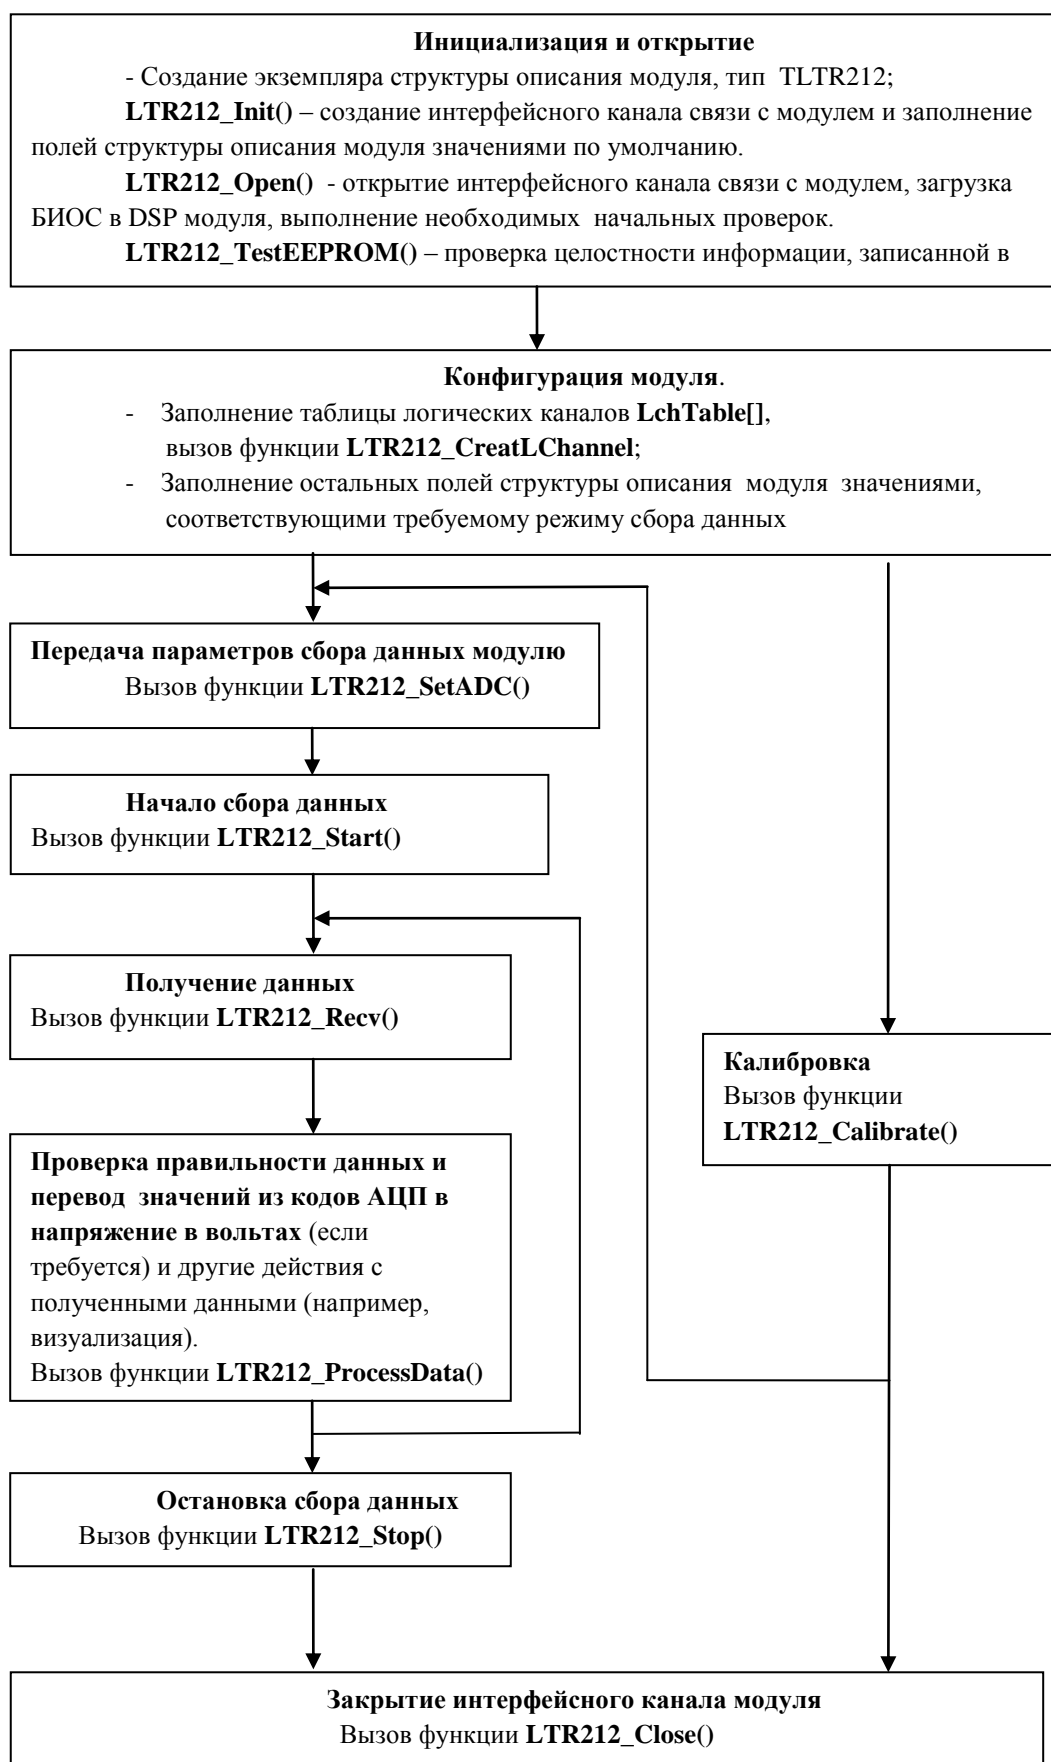 Инициализация и открытие
- Создание экземпляра структуры описания модуля, тип TLTR212;
LTR212_Init() – создание интерфейсного канала связи с модулем и заполнение
полей структуры описания модуля значениями по умолчанию.
LTR212_Open() - открытие интерфейсного канала связи с модулем, загрузка
БИОС в DSP модуля, выполнение необходимых начальных проверок.
LTR212_TestEEPROM() – проверка целостности информации, записанной в
Конфигурация модуля.
- Заполнение таблицы логических каналов LchTable[],
вызов функции LTR212_CreatLChannel;
- Заполнение остальных полей структуры описания модуля значениями,
соответствующими требуемому режиму сбора данных
Передача параметров сбора данных модулю
Вызов функции LTR212_SetADC()
Начало сбора данных
Вызов функции LTR212_Start()
Получение данных
Вызов функции LTR212_Recv()
Калибровка
Вызов функции
LTR212_Calibrate()
Проверка правильности данных и
перевод значений из кодов АЦП в
напряжение в вольтах (если
требуется) и другие действия с
полученными данными (например,
визуализация).
Вызов функции LTR212_ProcessData()
Остановка сбора данных
Вызов функции LTR212_Stop()
Закрытие интерфейсного канала модуля
Вызов функции LTR212_Close()